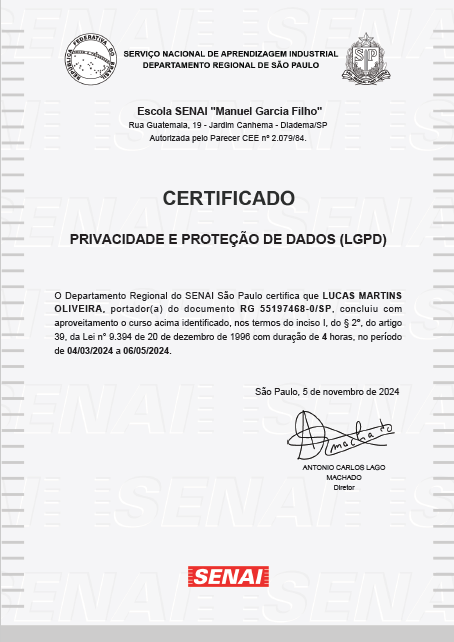 REPÚBLICA FEDERATIVA DO BRASIL
SERVIÇO NACIONAL DE APRENDIZAGEM INDUSTRIAL
DEPARTAMENTO REGIONAL DE SÃO PAULO
SP
Escola SENAI "Manuel Garcia Filho"
Rua Guatemala, 19 - Jardim Canhema - Diadema/SP
Autorizada pelo Parecer CEE nº 2.079/84.
CERTIFICADO
PRIVACIDADE E PROTEÇÃO DE DADOS (LGPD)
O Departamento Regional do SENAI São Paulo certifica que LUCAS MARTINS
OLIVEIRA, portador(a) do documento RG 55197468-0/SP, concluiu com
aproveitamento o curso acima identificado, nos termos do inciso I, do § 2º, do artigo
39, da Lei n° 9.394 de 20 de dezembro de 1996 com duração de 4 horas, no período
de 04/03/2024 a 06/05/2024.
São Paulo, 5 de novembro de 2024
Machado
ANTONIO CARLOS LAGO
MACHADO
Diretor
SENAI